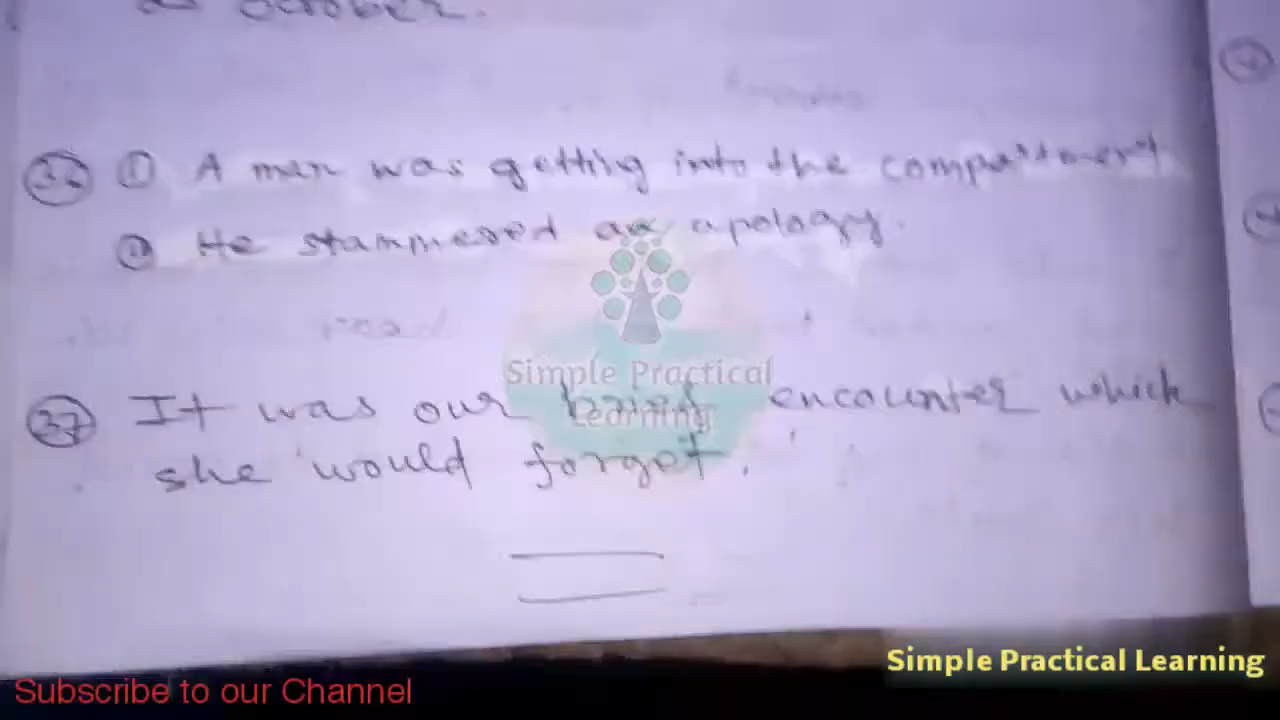 October.
36 ① A man was getting into the compartment
② He stammered an apology.
Simple Practical
Learning
37 It was our brief encounter which
she would forget.
Simple Practical Learning
Subscribe to our Channel